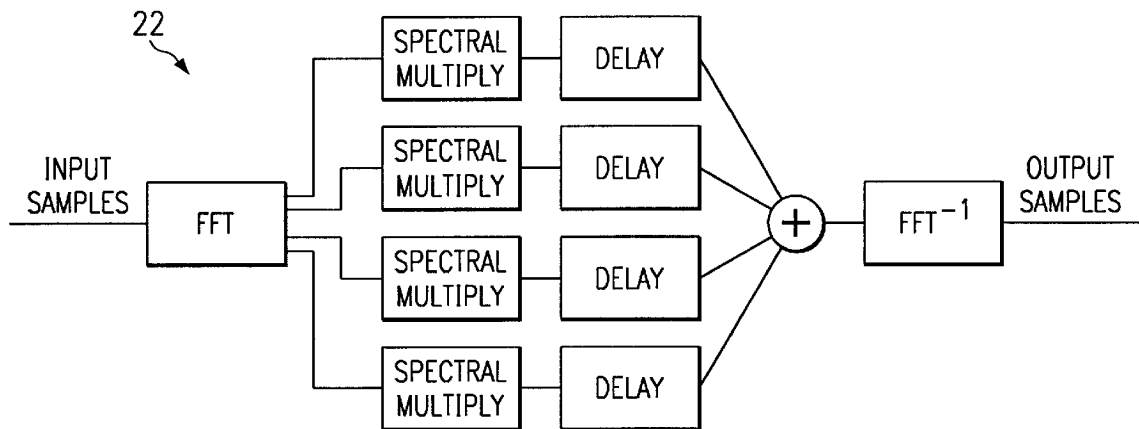 22
SPECTRAL
MULTIPLY
DELAY
SPECTRAL
MULTIPLY
DELAY
INPUT
SAMPLES
FFT
+
FFT⁻¹
OUTPUT
SAMPLES
SPECTRAL
MULTIPLY
DELAY
SPECTRAL
MULTIPLY
DELAY